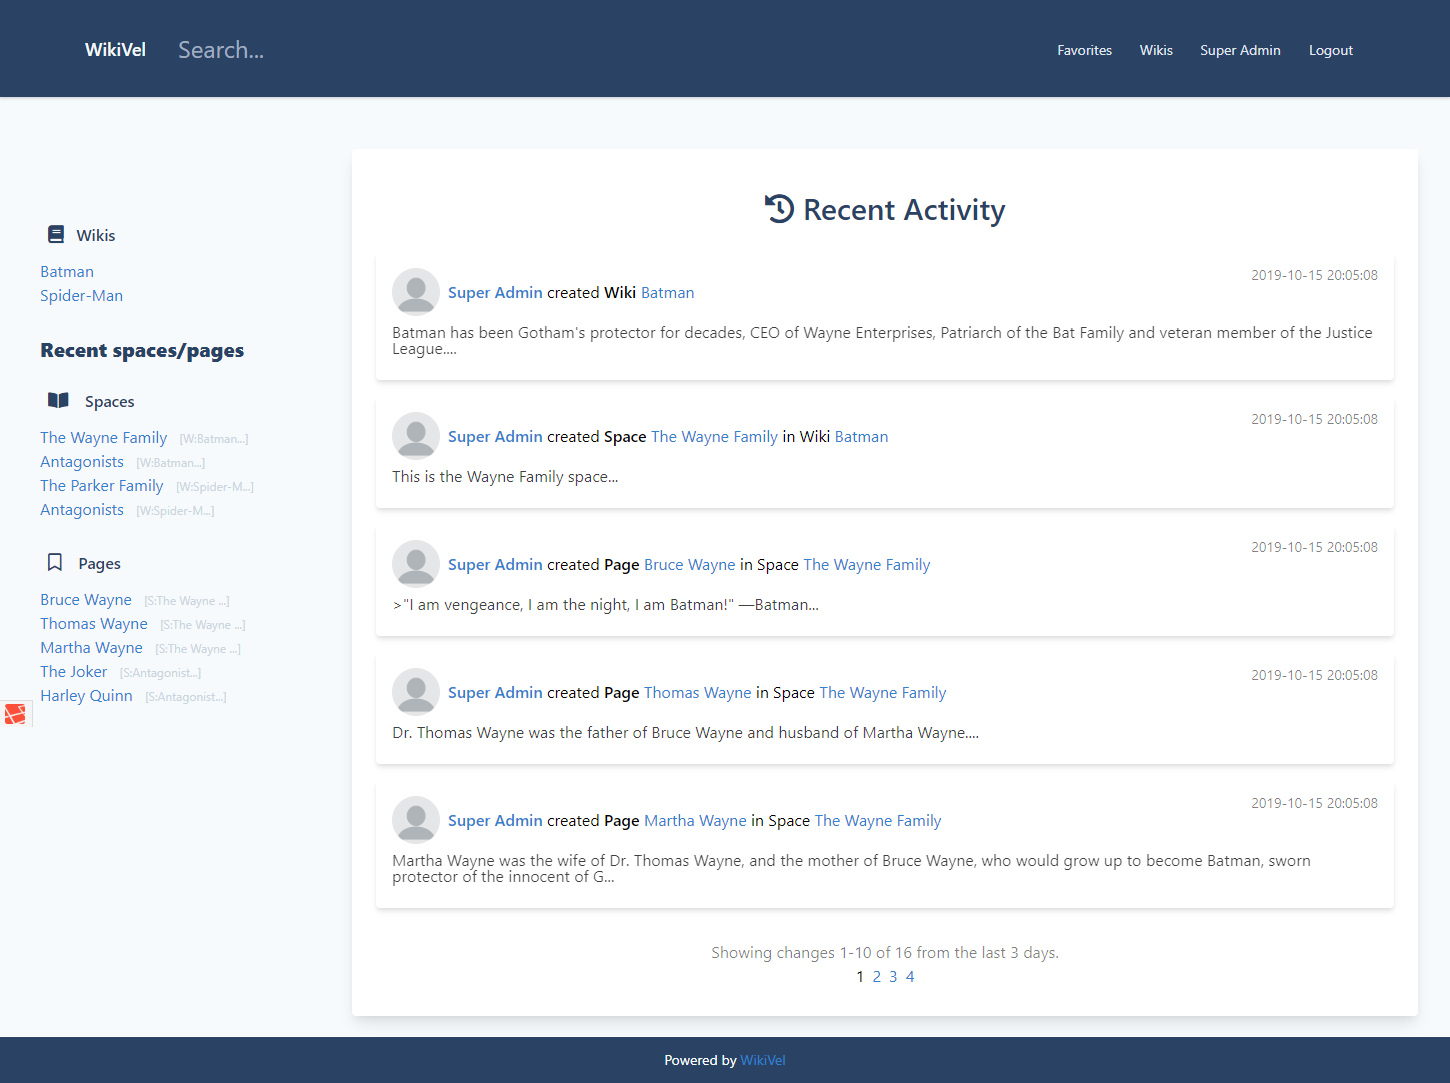 WikiVel Search... Favorites Wikis Super Admin Logout
Wikis
Batman
Spider-Man
Recent spaces/pages
Spaces
The Wayne Family [W:Batman...]
Antagonists [W:Batman...]
The Parker Family [W:Spider-M...]
Antagonists [W:Spider-M...]
Pages
Bruce Wayne [S:The Wayne ...]
Thomas Wayne [S:The Wayne ...]
Martha Wayne [S:The Wayne ...]
The Joker [S:Antagonist...]
Harley Quinn [S:Antagonist...]
Recent Activity
Super Admin created Wiki Batman 2019-10-15 20:05:08
Batman has been Gotham's protector for decades, CEO of Wayne Enterprises, Patriarch of the Bat Family and veteran member of the Justice
League....
Super Admin created Space The Wayne Family in Wiki Batman 2019-10-15 20:05:08
This is the Wayne Family space...
Super Admin created Page Bruce Wayne in Space The Wayne Family 2019-10-15 20:05:08
>"I am vengeance, I am the night, I am Batman!" —Batman...
Super Admin created Page Thomas Wayne in Space The Wayne Family 2019-10-15 20:05:08
Dr. Thomas Wayne was the father of Bruce Wayne and husband of Martha Wayne....
Super Admin created Page Martha Wayne in Space The Wayne Family 2019-10-15 20:05:08
Martha Wayne was the wife of Dr. Thomas Wayne, and the mother of Bruce Wayne, who would grow up to become Batman, sworn
protector of the innocent of G...
Showing changes 1-10 of 16 from the last 3 days.
1 2 3 4
Powered by WikiVel